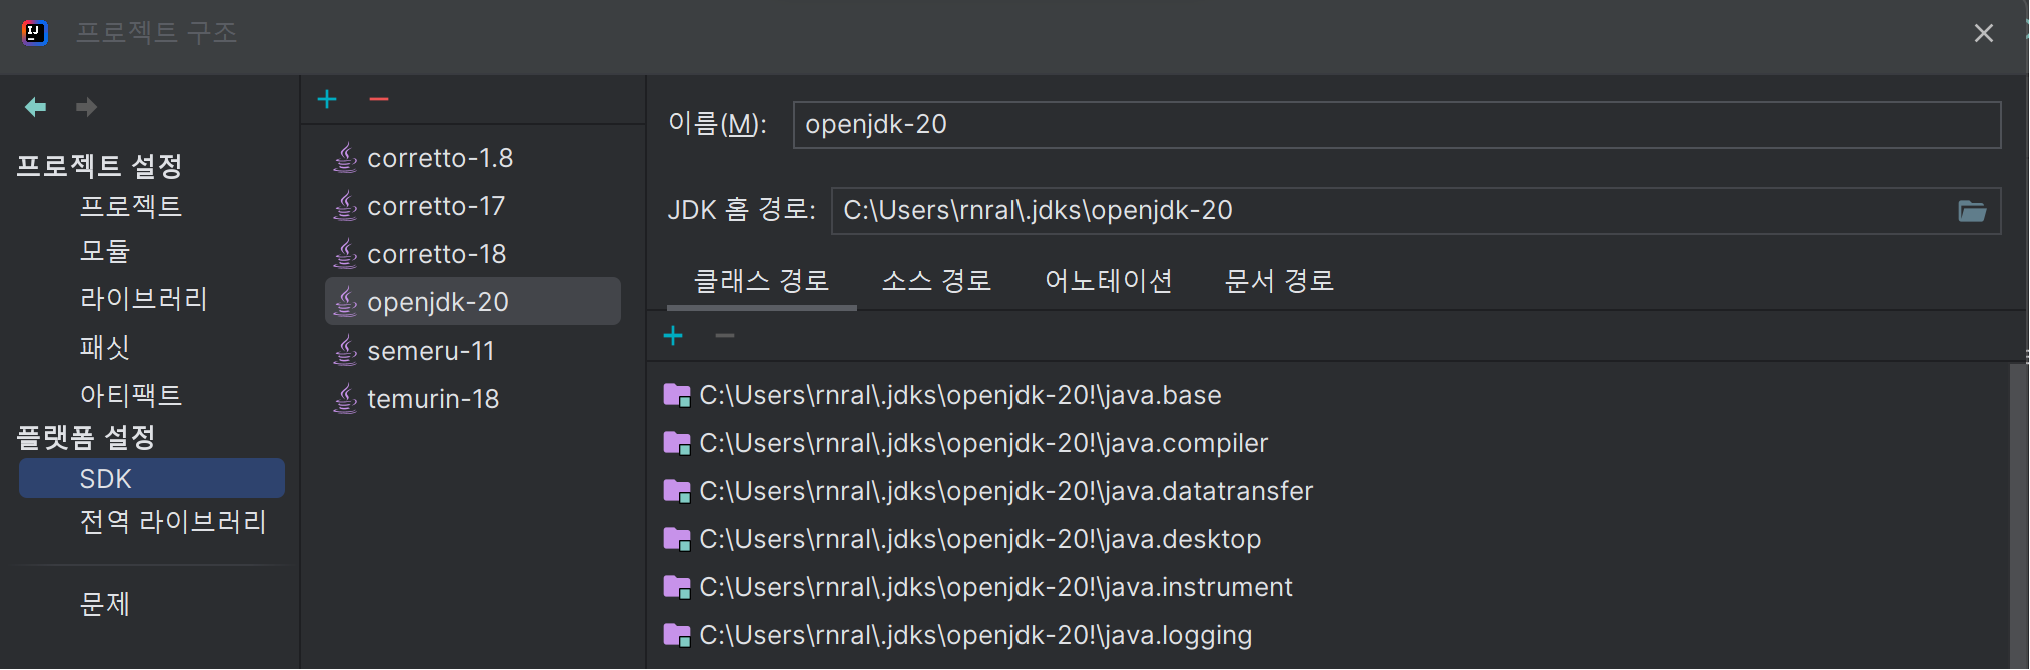 프로젝트 구조
프로젝트 설정
프로젝트
모듈
라이브러리
패싯
아티팩트
플랫폼 설정
SDK
전역 라이브러리
문제
corretto-1.8
corretto-17
corretto-18
openjdk-20
semeru-11
temurin-18
이름(M): openjdk-20
JDK 홈 경로: C:\Users\rnral\.jdks\openjdk-20
클래스 경로 소스 경로 어노테이션 문서 경로
C:\Users\rnral\.jdks\openjdk-20!\java.base
C:\Users\rnral\.jdks\openjdk-20!\java.compiler
C:\Users\rnral\.jdks\openjdk-20!\java.datatransfer
C:\Users\rnral\.jdks\openjdk-20!\java.desktop
C:\Users\rnral\.jdks\openjdk-20!\java.instrument
C:\Users\rnral\.jdks\openjdk-20!\java.logging